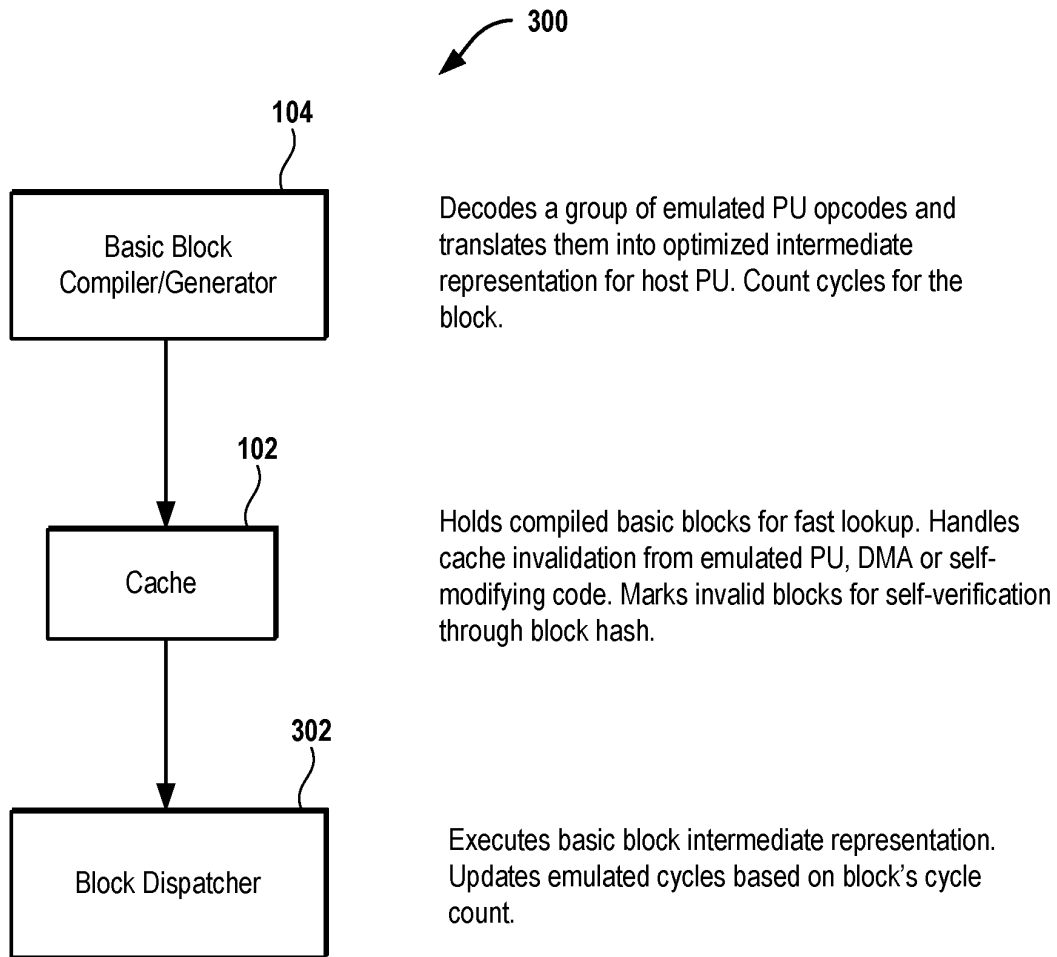 300
104
Basic Block
Compiler/Generator
Decodes a group of emulated PU opcodes and
translates them into optimized intermediate
representation for host PU. Count cycles for the
block.
102
Cache
Holds compiled basic blocks for fast lookup. Handles
cache invalidation from emulated PU, DMA or self-
modifying code. Marks invalid blocks for self-verification
through block hash.
302
Block Dispatcher
Executes basic block intermediate representation.
Updates emulated cycles based on block's cycle
count.